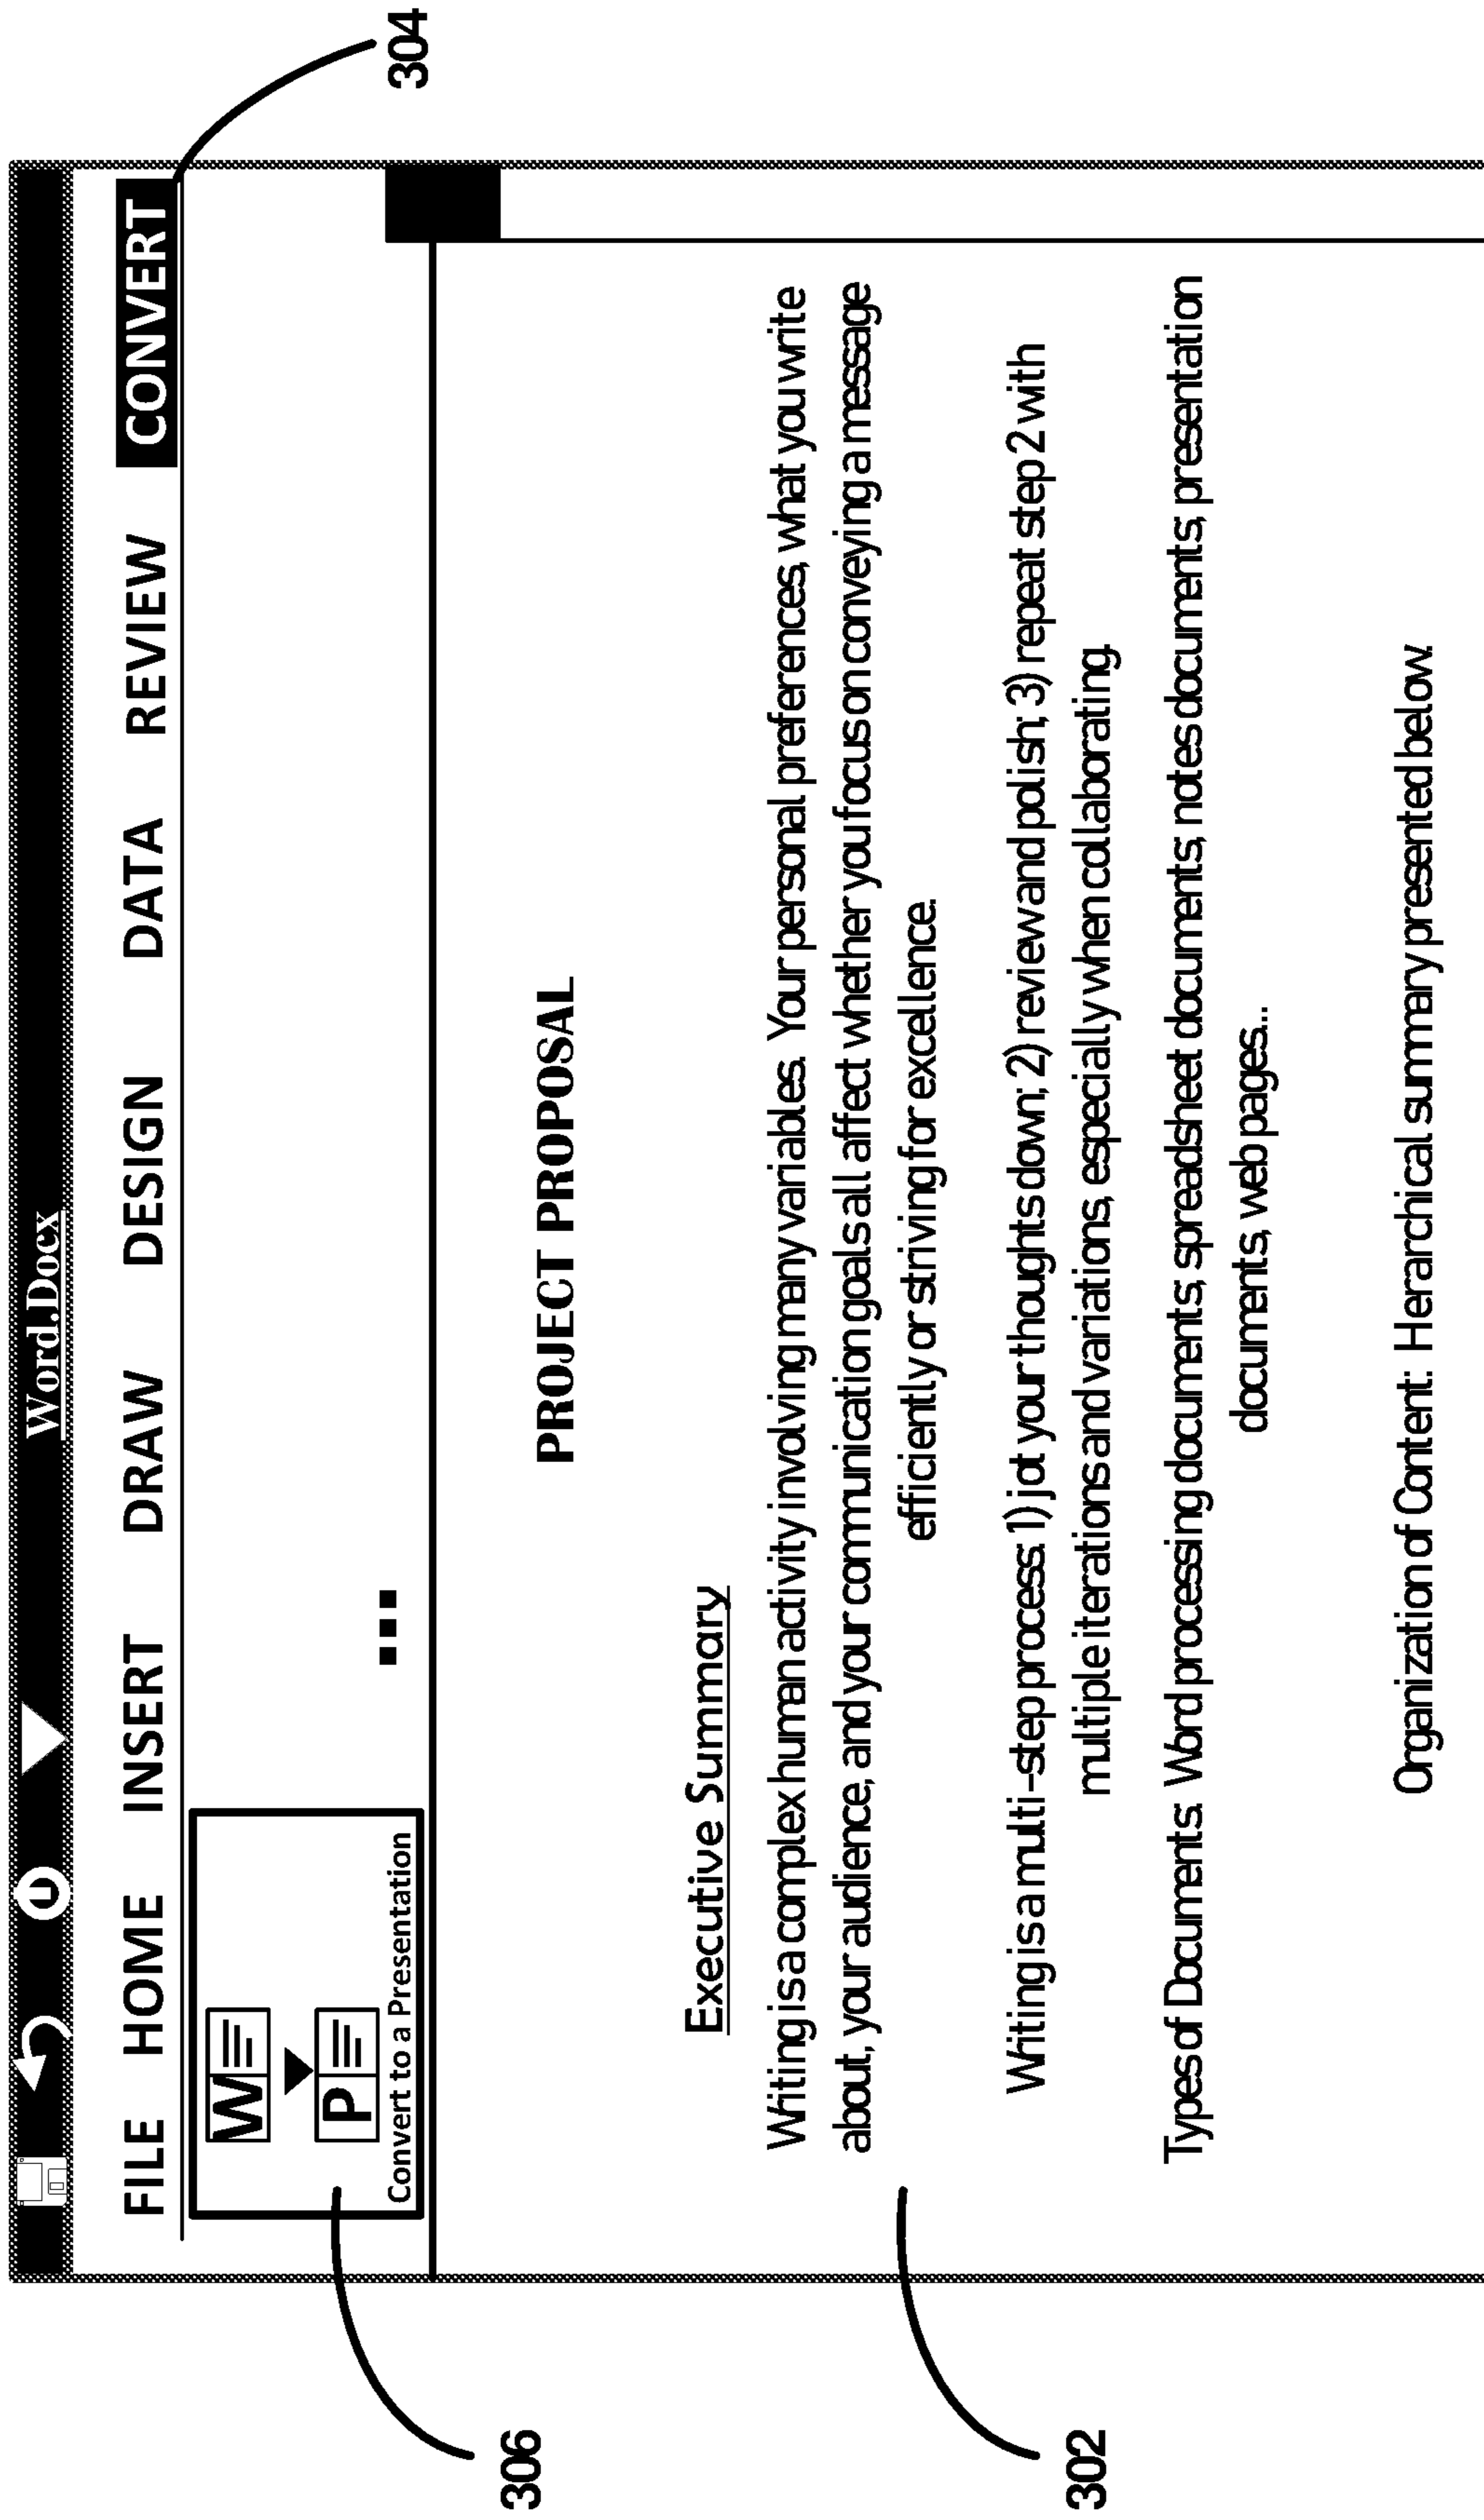 Word.Docx
FILE HOME INSERT DRAW DESIGN DATA REVIEW CONVERT
304
W
P
Convert to a Presentation
306
PROJECT PROPOSAL
Executive Summary
Writing is a complex human activity involving many variables. Your personal preferences, what you write
about, your audience, and your communication goals all affect whether you focus on conveying a message
efficiently or striving for excellence.
302
Writing is a multi-step process. 1) jot your thoughts down; 2) review and polish; 3) repeat step 2 with
multiple iterations and variations, especially when collaborating.
Types of Documents. Word processing documents, spreadsheet documents, notes documents, presentation
documents, web pages...
Organization of Content: Herarchical summary presented below.